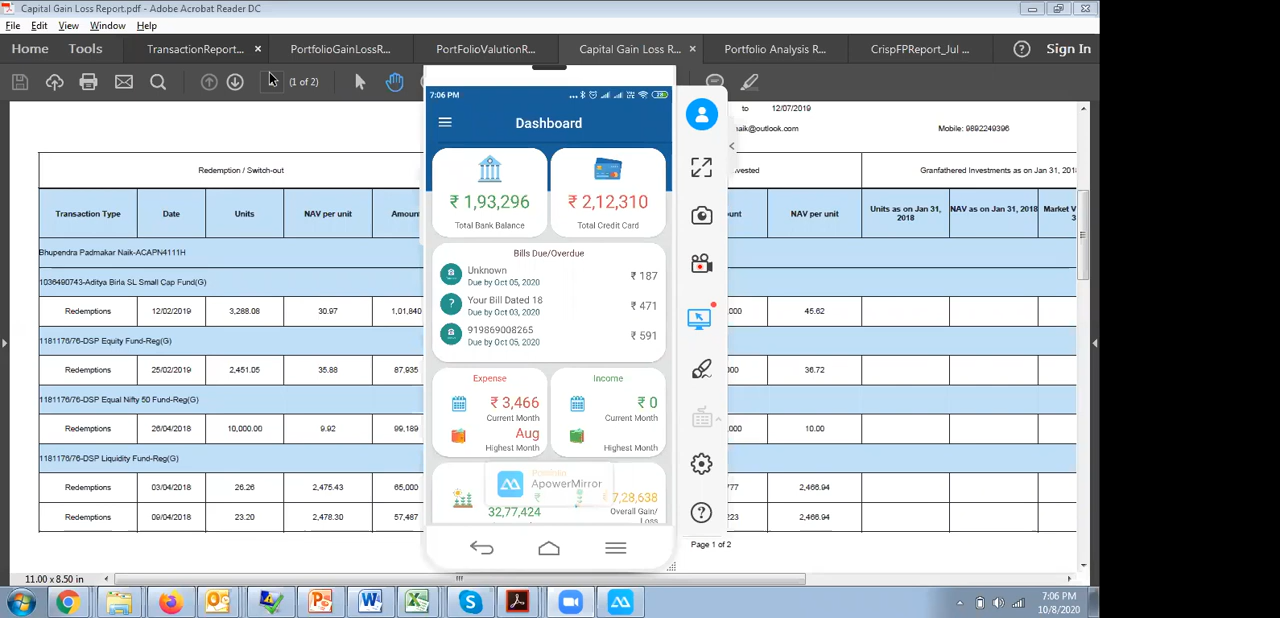 Capital Gain Loss Report.pdf - Adobe Acrobat Reader DC
File Edit View Window Help
Home Tools TransactionReport... × PortfolioGainLossR... PortFolioValutionR... Capital Gain Loss R... × Portfolio Analysis R... CrispFPReport_Jul ... Sign In
(1 of 2)
to 12/07/2019
naik@outlook.com Mobile: 9892249396
Redemption / Switch-out Granfathered Investments as on Jan 31, 2018
Transaction Type Date Units NAV per unit NAV per unit Units as on Jan 31, 2018 NAV as on Jan 31, 2018
Bhupendra Padmakar Naik-ACAPN4111H
1036490743-Aditya Birla SL Small Cap Fund(G)
Redemptions 12/02/2019 3,288.08 30.97 1,01,840 45.62
1181176/76-DSP Equity Fund-Reg(G)
Redemptions 25/02/2019 2,451.05 35.88 87,935 36.72
1181176/76-DSP Equal Nifty 50 Fund-Reg(G)
Redemptions 26/04/2019 10,000.00 9.92 99,189 10.00
1181176/76-DSP Liquidity Fund-Reg(G)
Redemptions 03/04/2018 26.26 2,475.43 65,000 2,466.94
Redemptions 09/04/2018 23.20 2,478.30 57,487 2,466.94
Page 1 of 2
11.00 x 8.50 in
7:06 PM
Dashboard
₹ 1,93,296
Total Bank Balance
₹ 2,12,310
Total Credit Card
Bills Due/Overdue
Unknown ₹ 187
Due by Oct 05, 2020
Your Bill Dated 18 ₹ 471
Due by Oct 03, 2020
919869008265 ₹ 591
Due by Oct 05, 2020
Expense
₹ 3,466
Current Month
Aug
Highest Month
Income
₹ 0
Current Month
Highest Month
ApowerMirror
₹
32,77,424
7,28,638
Overall Gain/
Loss
7:06 PM
10/8/2020